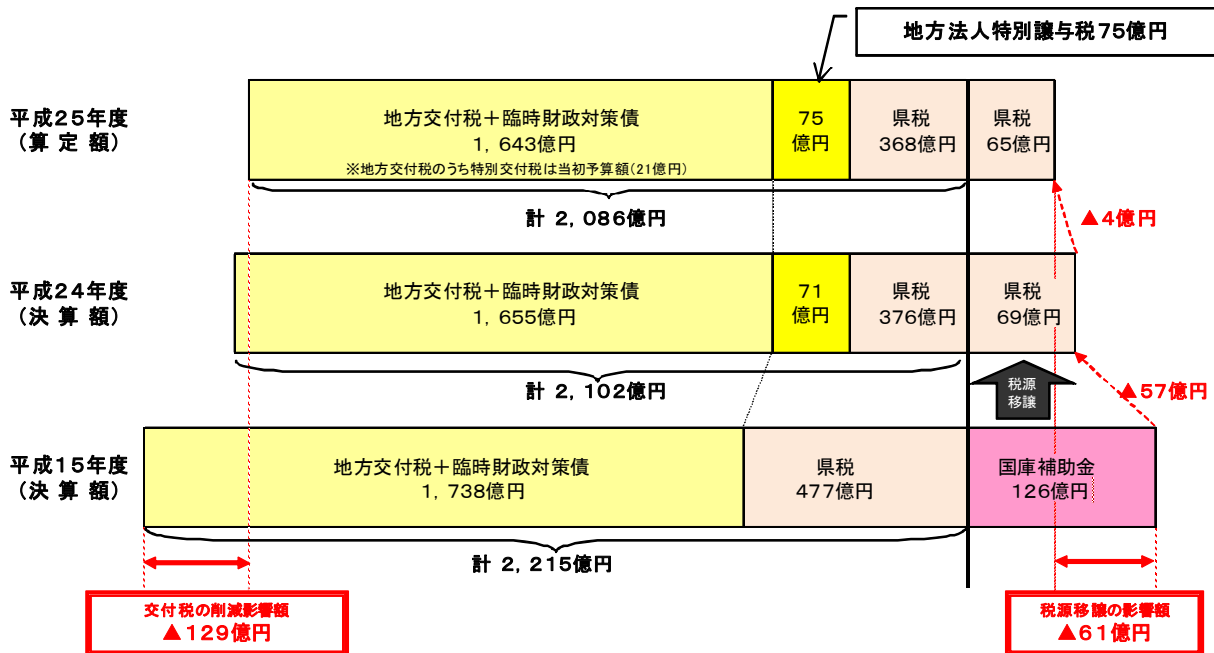 地方法人特別譲与税75億円
平成25年度
(算 定 額)
地方交付税+臨時財政対策債
1,643億円
※地方交付税のうち特別交付税は当初予算額(21億円)
75
億円
県税
368億円
県税
65億円
計 2,086億円
▲4億円
平成24年度
(決 算 額)
地方交付税+臨時財政対策債
1,655億円
71
億円
県税
376億円
県税
69億円
計 2,102億円
税源
移譲
▲57億円
平成15年度
(決 算 額)
地方交付税+臨時財政対策債
1,738億円
県税
477億円
国庫補助金
126億円
計 2,215億円
交付税の削減影響額
▲129億円
税源移譲の影響額
▲61億円